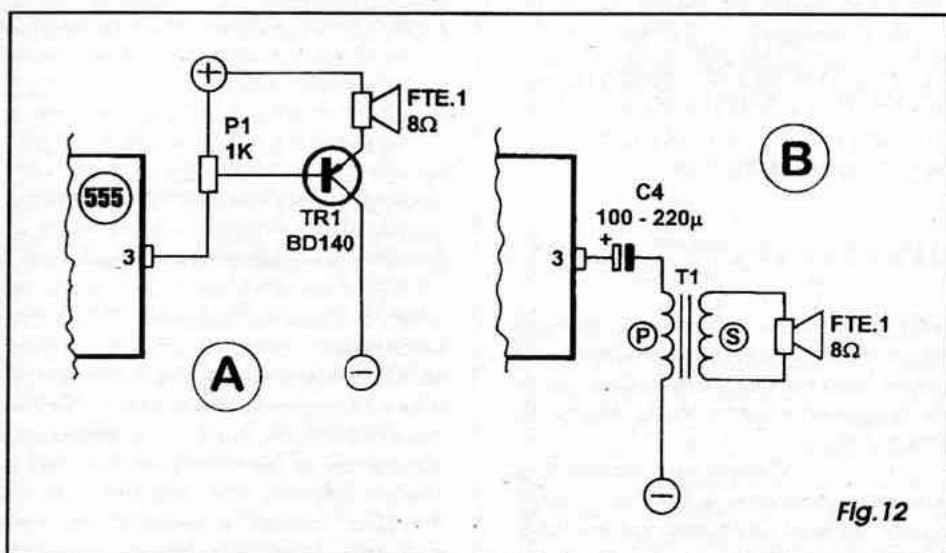 P1
1K
FTE.1
8Ω
555
3
TR1
BD140
A
B
C4
100 - 220µ
+
3
T1
P
S
FTE.1
8Ω
Fig.12